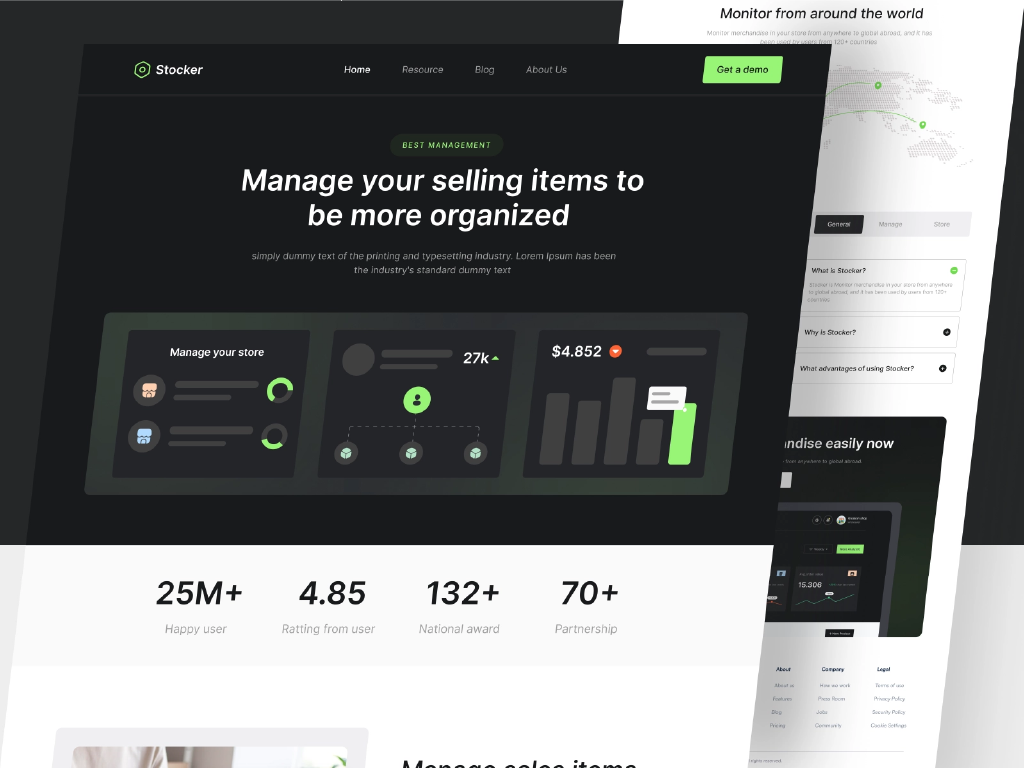 Stocker
Home
Resource
Blog
About Us
Get a demo
BEST MANAGEMENT
Manage your selling items to
be more organized
simply dummy text of the printing and typesetting industry. Lorem Ipsum has been
the industry's standard dummy text
Manage your store
27k
$4.852
25M+
Happy user
4.85
Ratting from user
132+
National award
70+
Partnership
Manage sales items
Monitor from around the world
Monitor merchandise in your store from anywhere to global abroad, and it has
been used by users from 120+ countries
General
Manage
Store
What is Stocker?
Stocker is Monitor merchandise in your store from anywhere
to global abroad, and it has been used by users from 120+
countries
Why is Stocker?
What advantages of using Stocker?
easily now
from anywhere to global abroad.
15.306
About
About us
Features
Blog
Pricing
Company
How we work
Press Room
Jobs
Community
Legal
Terms of use
Privacy Policy
Security Policy
Cookie Settings
rights reserved.